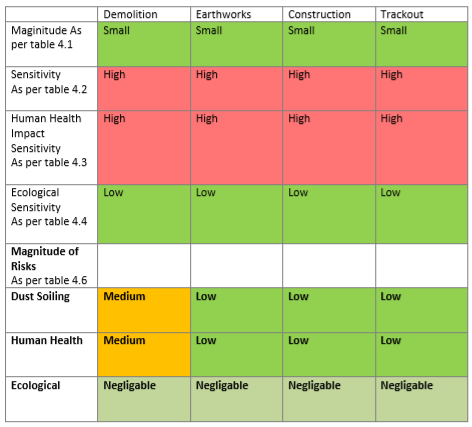 Demolition Earthworks Construction Trackout
Maginitude As Small Small Small Small
per table 4.1
Sensitivity High High High High
As per table 4.2
Human Health High High High High
Impact
Sensitivity
As per table 4.3
Ecological Low Low Low Low
Sensitivity
As per table 4.4
Magnitude of
Risks
As per table 4.6
Dust Soiling Medium Low Low Low
Human Health Medium Low Low Low
Ecological Negligable Negligable Negligable Negligable